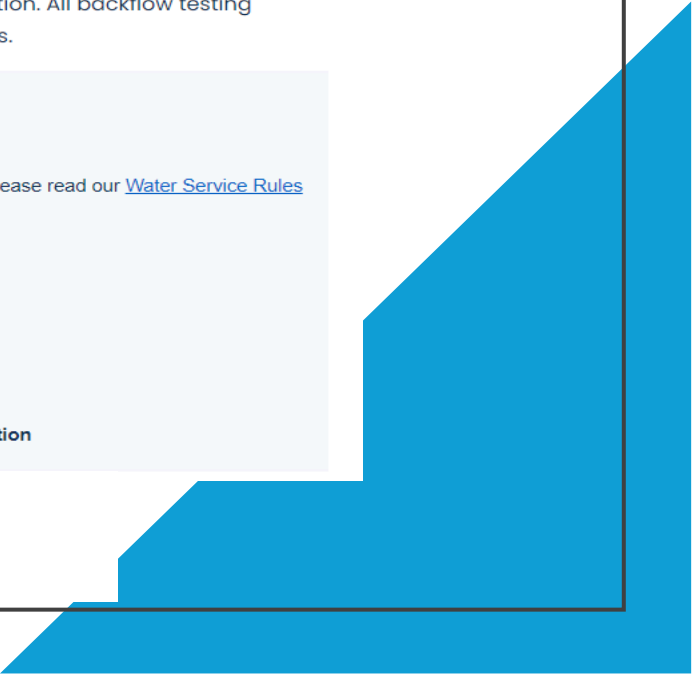 tion. All backflow testing
s.
ease read our Water Service Rules
tion